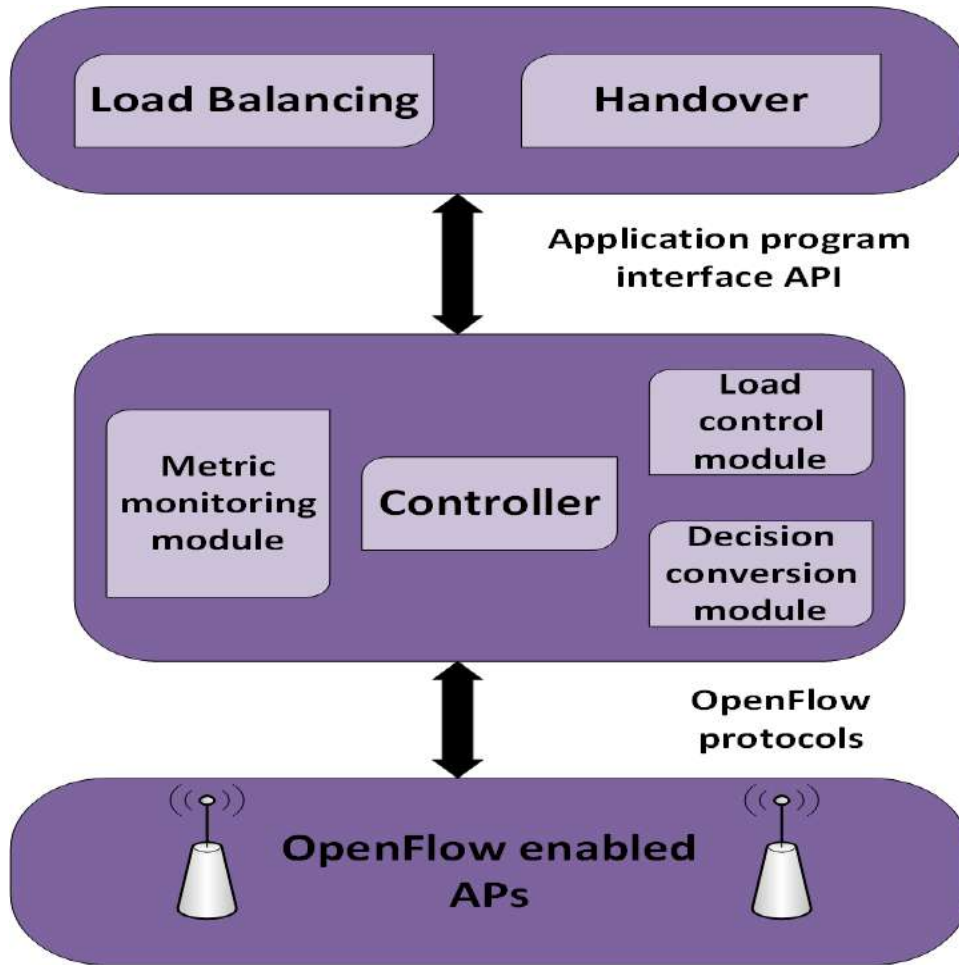 Load Balancing
Handover
Application program
interface API
Metric
monitoring
module
Controller
Load
control
module
Decision
conversion
module
OpenFlow
protocols
OpenFlow enabled
APs